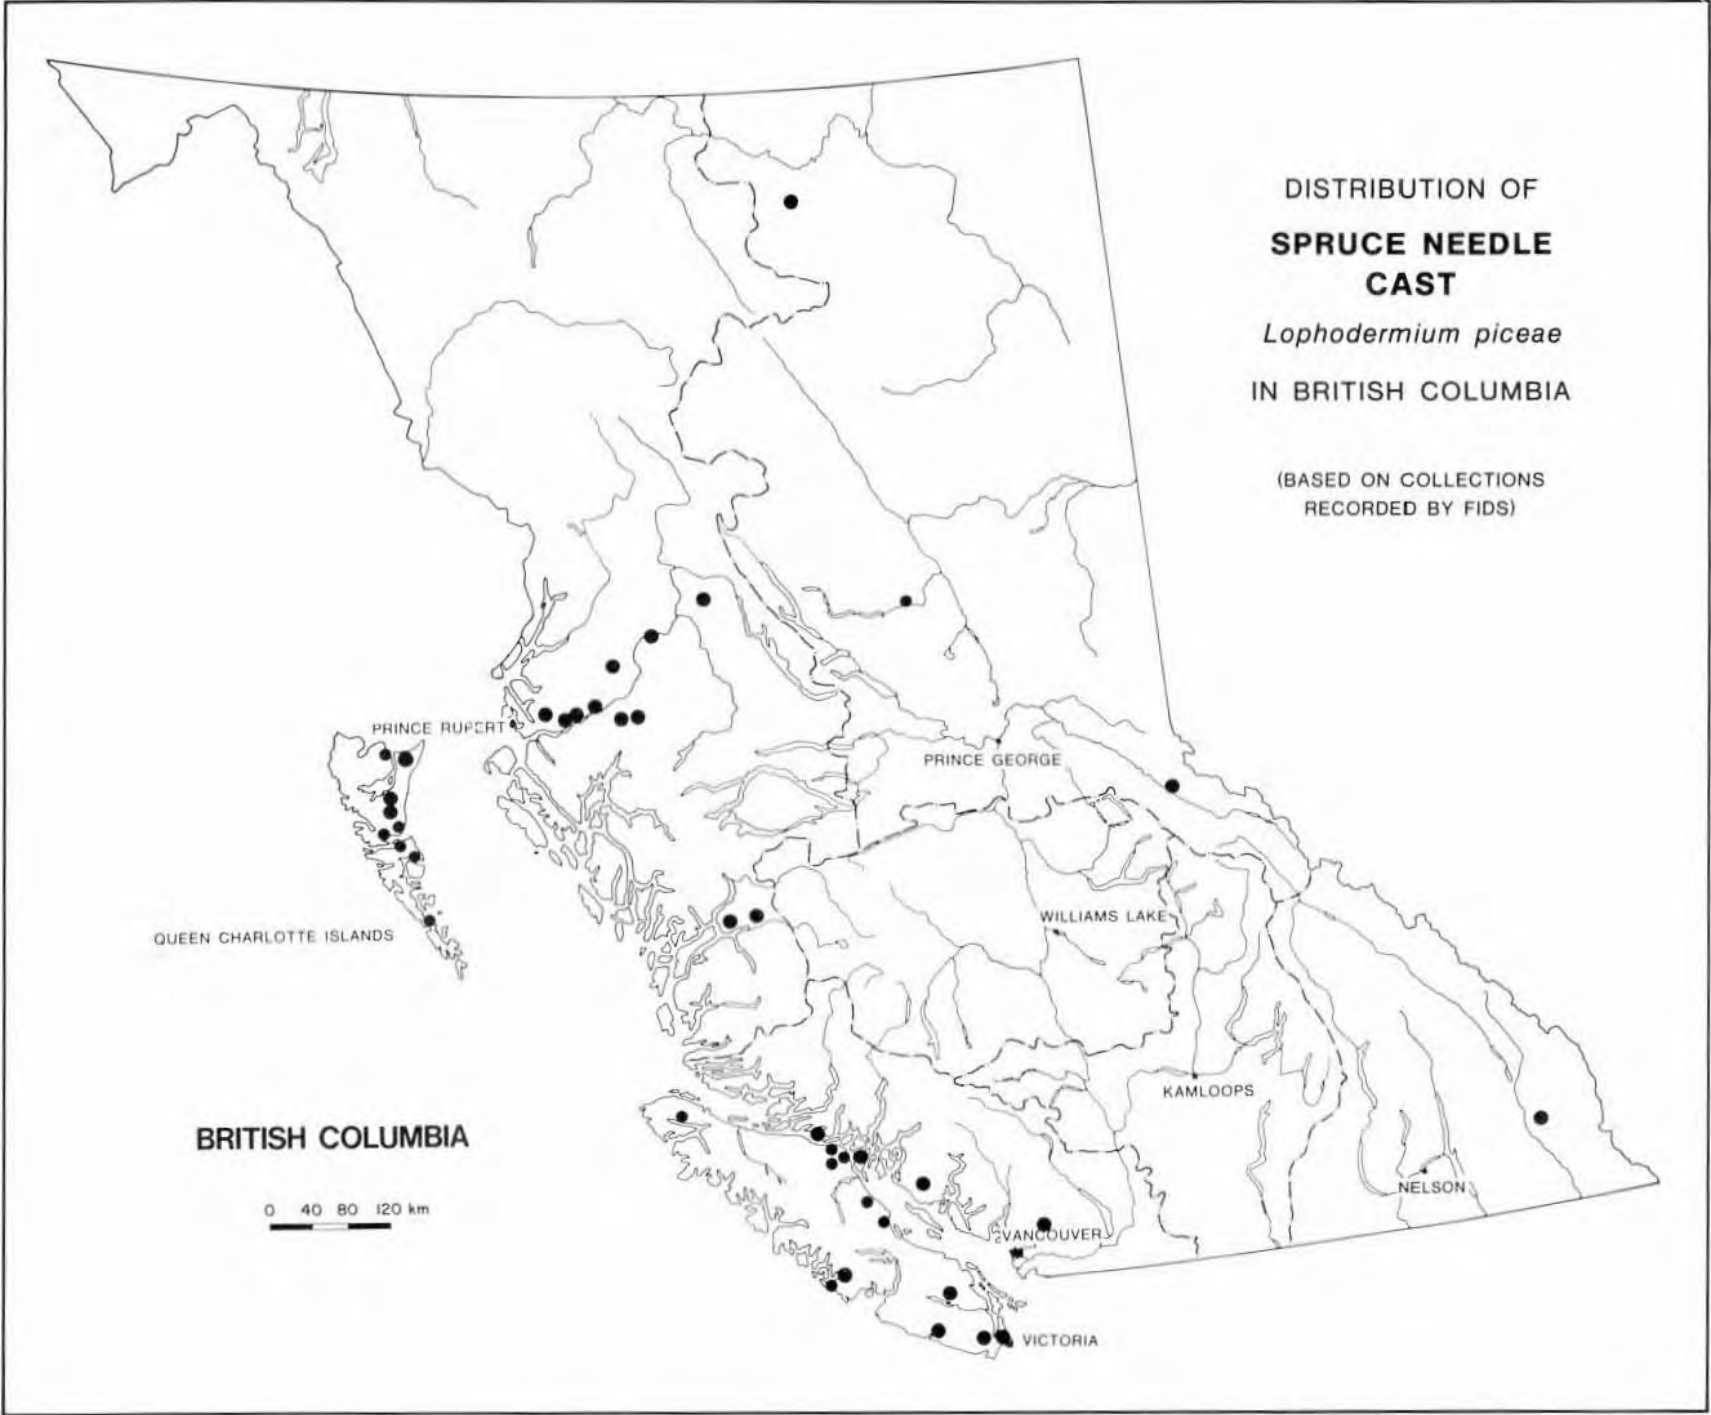 DISTRIBUTION OF
SPRUCE NEEDLE
CAST
Lophodermium piceae
IN BRITISH COLUMBIA
(BASED ON COLLECTIONS
RECORDED BY FIDS)
PRINCE RUPERT
PRINCE GEORGE
WILLIAMS LAKE
QUEEN CHARLOTTE ISLANDS
KAMLOOPS
BRITISH COLUMBIA
NELSON
0 40 80 120 km
VANCOUVER
VICTORIA